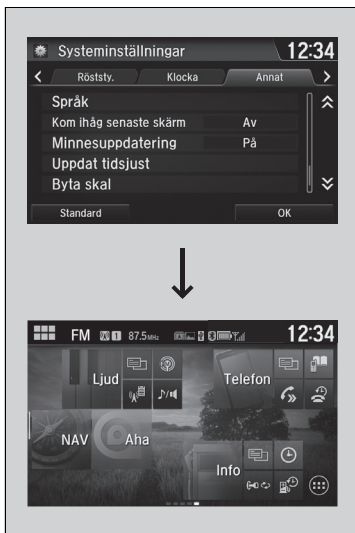 Systeminställningar 12:34
Röststy. Klocka Annat
Språk
Kom ihåg senaste skärm Av
Minnesuppdatering På
Uppdat tidsjust
Byta skal
Standard OK
FM 1 87.5MHz 12:34
Ljud Telefon
NAV Aha
Info